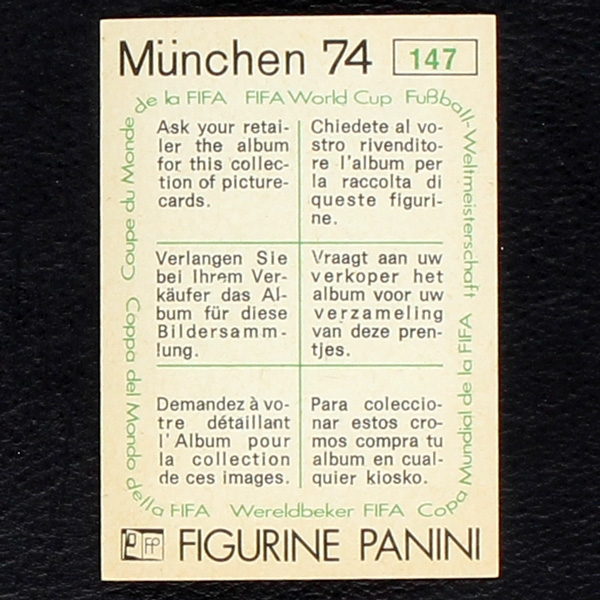 München 74 147
de la FIFA FIFA World Cup Fußball-Weltmeisterschaft
Ask your retai-
ler the album
for this collec-
tion of picture-
cards.
Chiedete al vo-
stro rivendito-
re l'album per
la raccolta di
queste figuri-
ne.
Verlangen Sie
bei Ihrem Ver-
käufer das Al-
bum für diese
Bildersamm-
lung.
Vraagt aan uw
verkoper het
album voor uw
verzameling
van deze pren-
tjes.
Demandez à vo-
tre détaillant
l'Album pour
la collection
de ces images.
Para coleccio-
nar estos cro-
mos compra tu
album en cual-
quier kiosko.
Coupe du Monde
Coppa del Mondo
della FIFA Wereldbeker FIFA Copa Mundial de la FIFA
FP FIGURINE PANINI